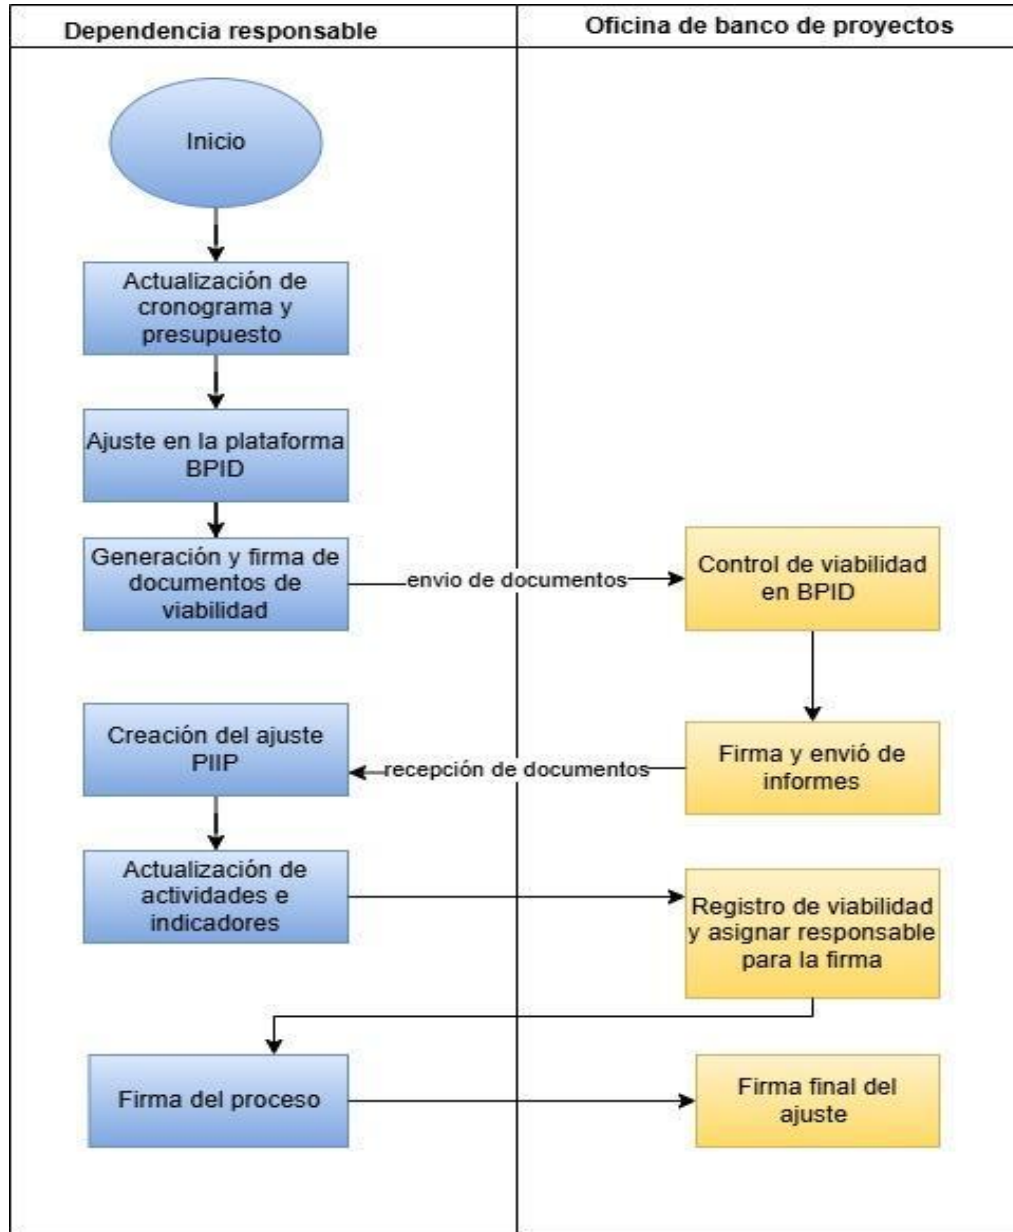 Dependencia responsable
Oficina de banco de proyectos
Inicio
Actualización de
cronograma y
presupuesto
Ajuste en la plataforma
BPID
Generación y firma de
documentos de
viabilidad
envio de documentos
Control de viabilidad
en BPID
Creación del ajuste
PIIP
recepción de documentos
Firma y envió de
informes
Actualización de
actividades e
indicadores
Registro de viabilidad
y asignar responsable
para la firma
Firma del proceso
Firma final del
ajuste